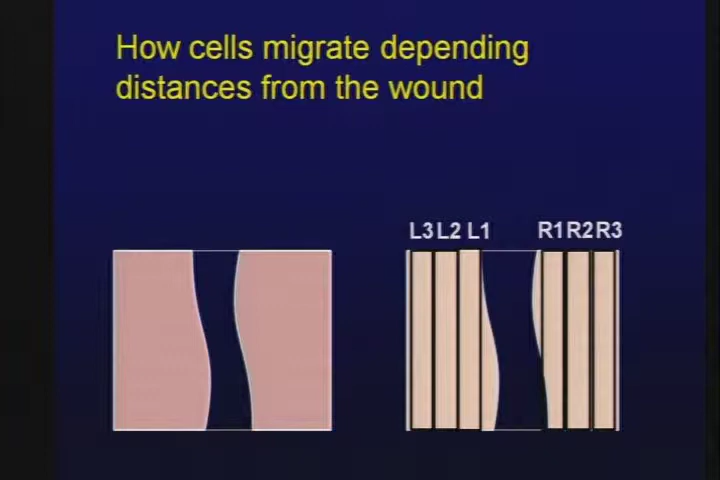 How cells migrate depending
distances from the wound
L3 L2 L1 R1 R2 R3